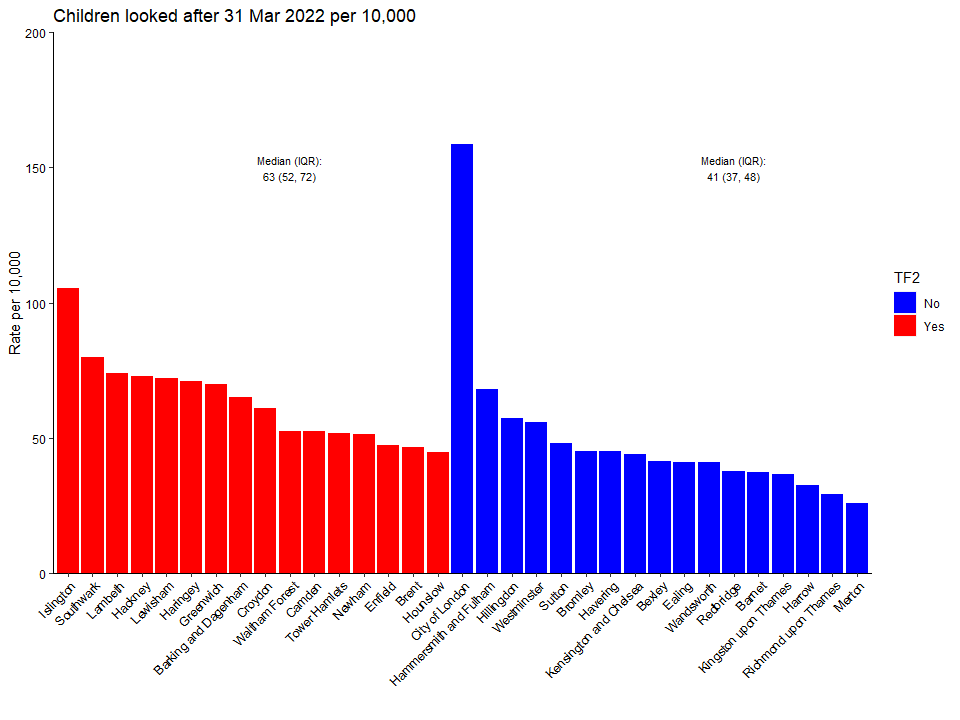 Children looked after 31 Mar 2022 per 10,000
200
150
100
50
0
Rate per 10,000
Median (IQR):
63 (52, 72)
Median (IQR):
41 (37, 48)
TF2
No
Yes
Islington
Southwark
Lambeth
Hackney
Lewisham
Haringey
Greenwich
Barking and Dagenham
Croydon
Waltham Forest
Camden
Tower Hamlets
Newham
Enfield
Brent
Hounslow
City of London
Hammersmith and Fulham
Hillingdon
Westminster
Sutton
Bromley
Havering
Kensington and Chelsea
Bexley
Ealing
Wandsworth
Redbridge
Barnet
Kingston upon Thames
Harrow
Richmond upon Thames
Merton